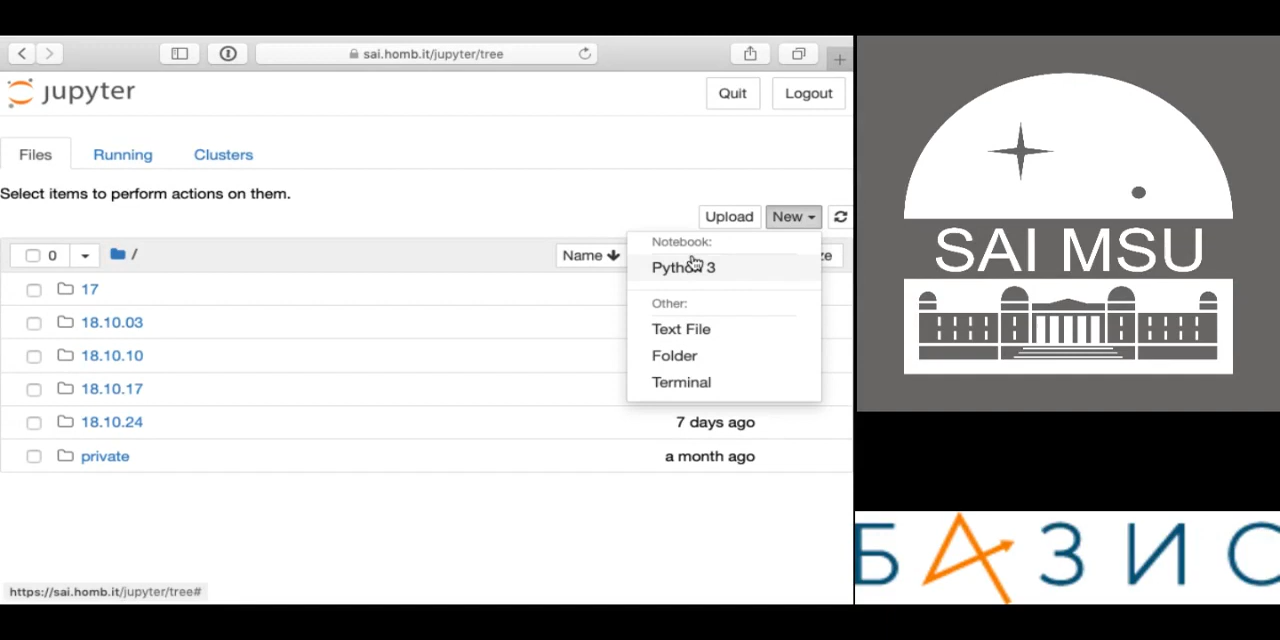 sai.homb.it/jupyter/tree
jupyter
Quit
Logout
Files
Running
Clusters
Select items to perform actions on them.
Upload
New
0
/
Name
ze
Notebook:
Python 3
Other:
Text File
Folder
Terminal
17
18.10.03
18.10.10
18.10.17
18.10.24
7 days ago
private
a month ago
https://sai.homb.it/jupyter/tree#
SAI MSU
БАЗИС